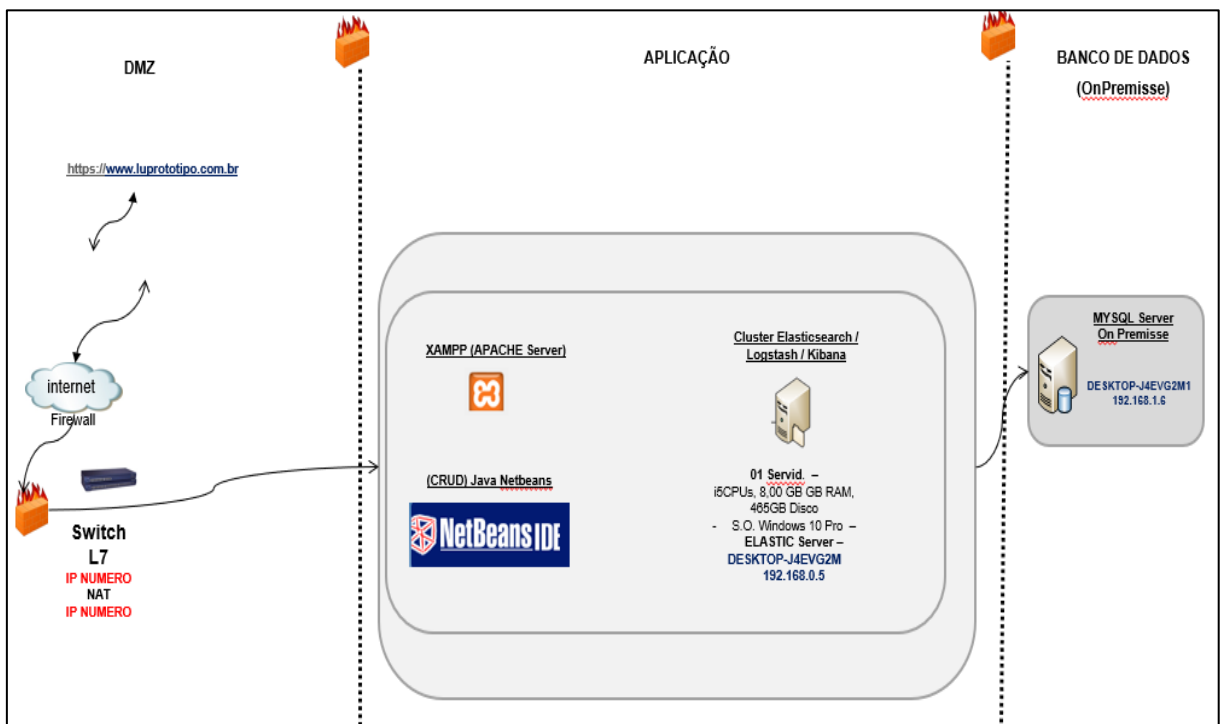 DMZ
https://www.luprototipo.com.br
internet
Firewall
Switch
L7
IP NUMERO
NAT
IP NUMERO
APLICAÇÃO
XAMPP (APACHE Server)
(CRUD) Java Netbeans
NetBeans IDE
Cluster Elasticsearch /
Logstash / Kibana
01 Servid. –
i5CPUs, 8,00 GB GB RAM,
465GB Disco
- S.O. Windows 10 Pro –
ELASTIC Server –
DESKTOP-J4EVG2M
192.168.0.5
BANCO DE DADOS
(OnPremisse)
MYSQL Server
On Premisse
DESKTOP-J4EVG2M1
192.168.1.6